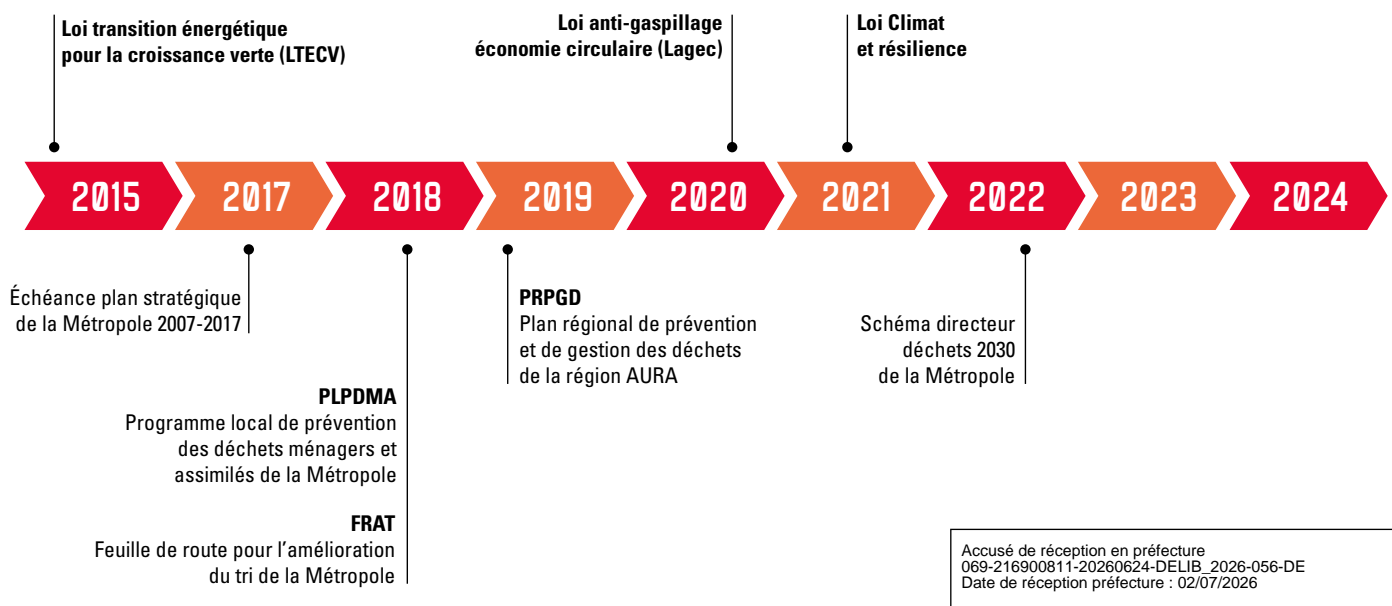 Loi transition énergétique
pour la croissance verte (LTECV)
Loi anti-gaspillage
économie circulaire (Lagec)
Loi Climat
et résilience
2015
2017
2018
2019
2020
2021
2022
2023
2024
Échéance plan stratégique
de la Métropole 2007-2017
PLPDMA
Programme local de prévention
des déchets ménagers et
assimilés de la Métropole
FRAT
Feuille de route pour l'amélioration
du tri de la Métropole
PRPGD
Plan régional de prévention
et de gestion des déchets
de la région AURA
Schéma directeur
déchets 2030
de la Métropole
Accusé de réception en préfecture
069-216900811-20260624-DELIB_2026-056-DE
Date de réception préfecture : 02/07/2026